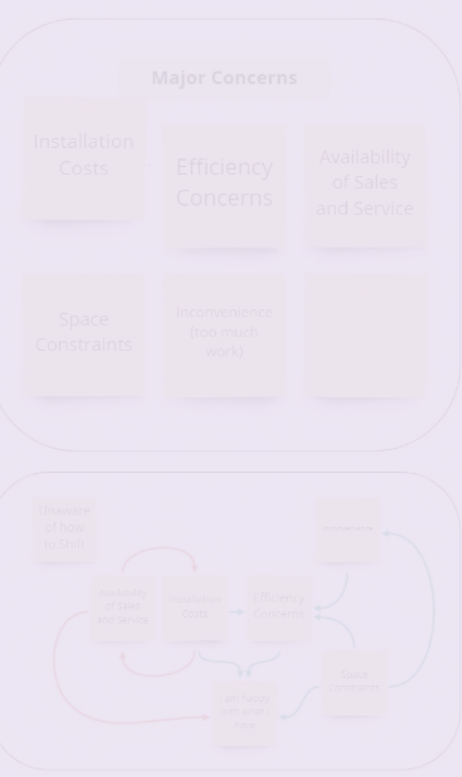 Major Concerns
Installation
Costs
Efficiency
Concerns
Availability
of Sales
and Service
Space
Constraints
Inconvenience
(too much
work)
Unaware
of how
to Shift
Inconvenience
Availability
of Sales
and Service
Installation
Costs
Efficiency
Concerns
Space
Constraints
I am happy
with what I
have